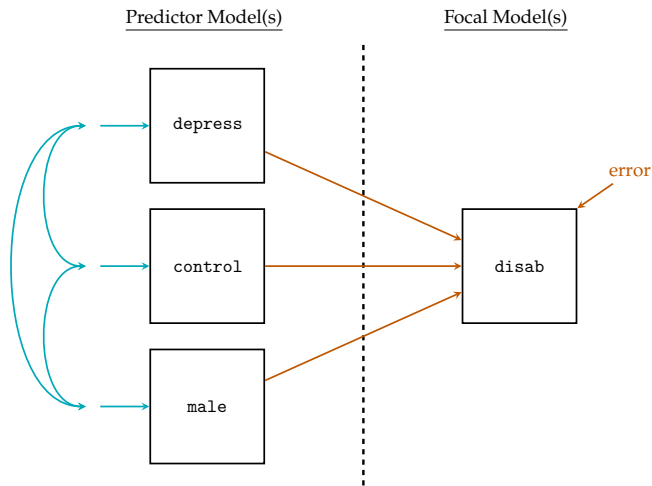 Predictor Model(s)
Focal Model(s)
depress
error
control
disab
male